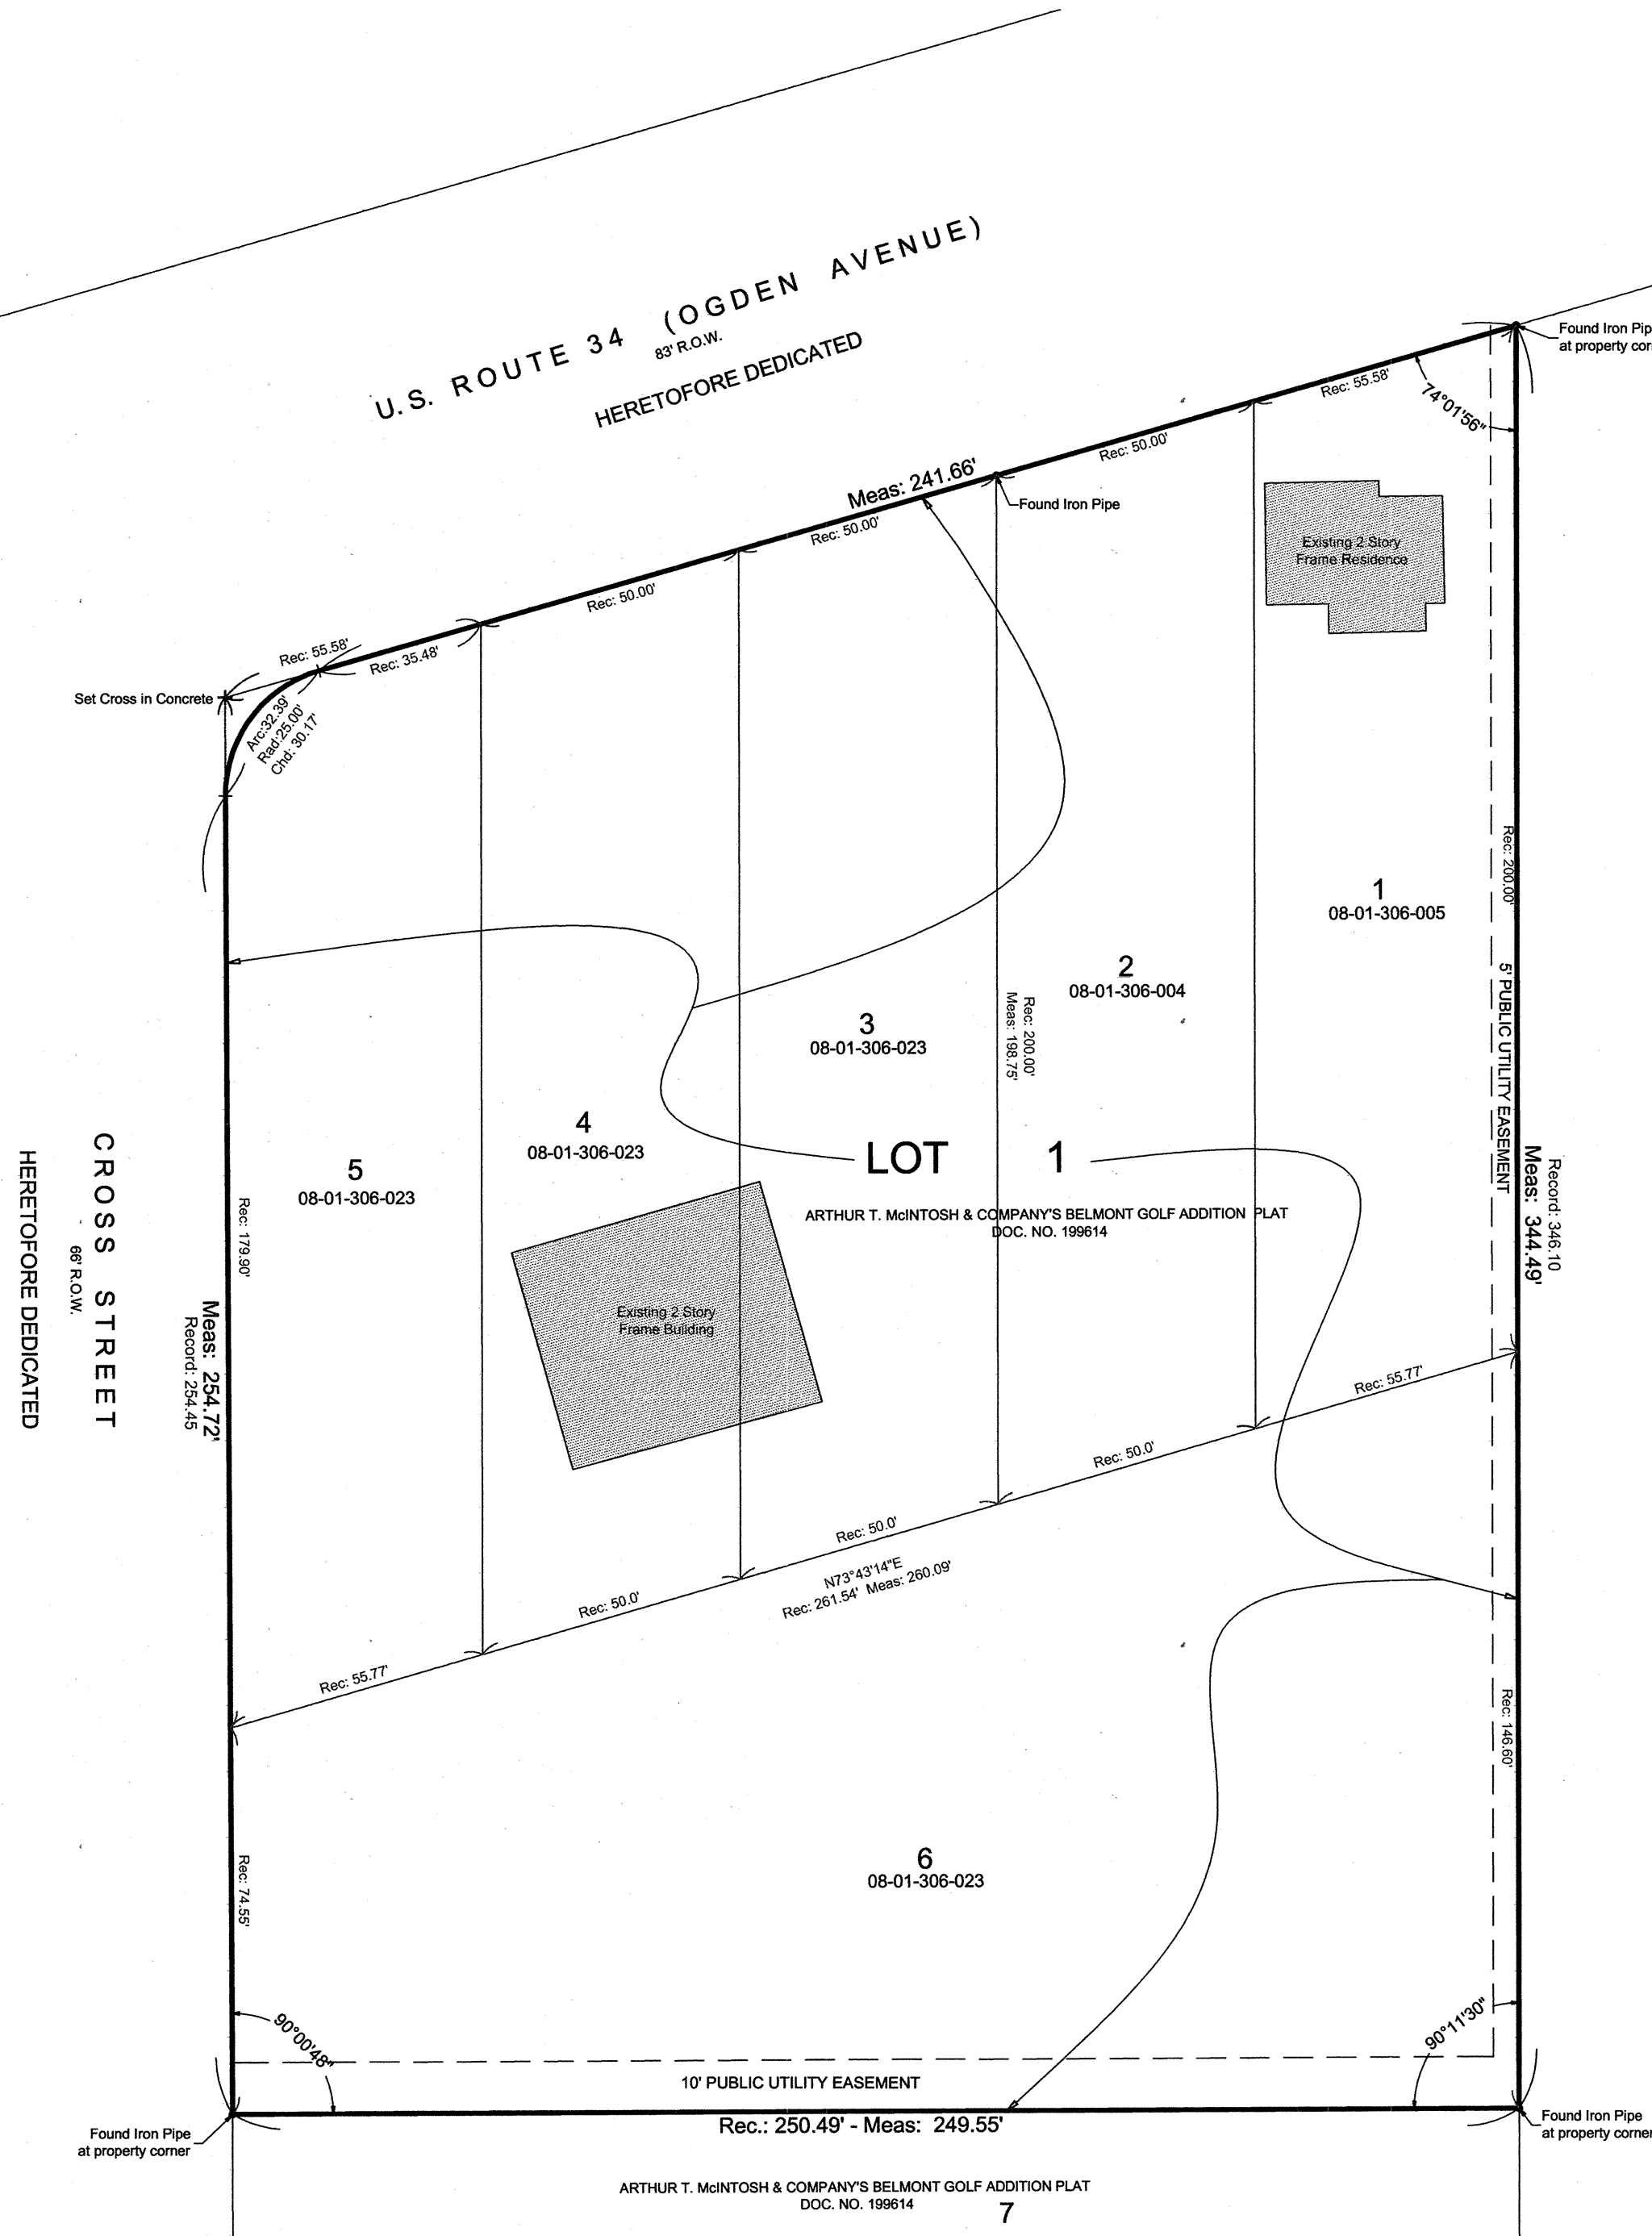 U.S. ROUTE 34 (OGDEN AVENUE)
83' R.O.W.
HERETOFORE DEDICATED
Found Iron
at property
Rec: 55.58'
74°01'56"
Rec: 50.00'
Meas: 241.66'
Found Iron Pipe
Rec: 50.00'
Existing 2 Story
Frame Residence
Rec: 50.00'
Rec: 55.58'
Rec: 35.48'
Set Cross in Concrete
Arc:32.39'
Rad:25.00'
Chd: 30.17'
Rec: 200.00'
1
08-01-306-005
2
08-01-306-004
5' PUBLIC UTILITY EASEMENT
Rec: 200.00'
Meas: 198.75'
3
08-01-306-023
4
08-01-306-023
5
08-01-306-023
LOT 1
ARTHUR T. McINTOSH & COMPANY'S BELMONT GOLF ADDITION PLAT
DOC. NO. 199614
Record: 346.10
Meas: 344.49'
CROSS STREET
66' R.O.W.
HERETOFORE DEDICATED
Rec: 179.90'
Meas: 254.72'
Record: 254.45
Existing 2 Story
Frame Building
Rec: 55.77'
Rec: 50.0'
Rec: 50.0'
N73°43'14"E
Rec: 261.54' Meas: 260.09'
Rec: 50.0'
Rec: 55.77'
Rec: 146.60'
6
08-01-306-023
Rec: 74.55'
90°00'48"
90°11'30"
10' PUBLIC UTILITY EASEMENT
Rec.: 250.49' - Meas: 249.55'
Found Iron Pipe
at property corner
Found Iron Pipe
at property corner
ARTHUR T. McINTOSH & COMPANY'S BELMONT GOLF ADDITION PLAT
DOC. NO. 199614
7